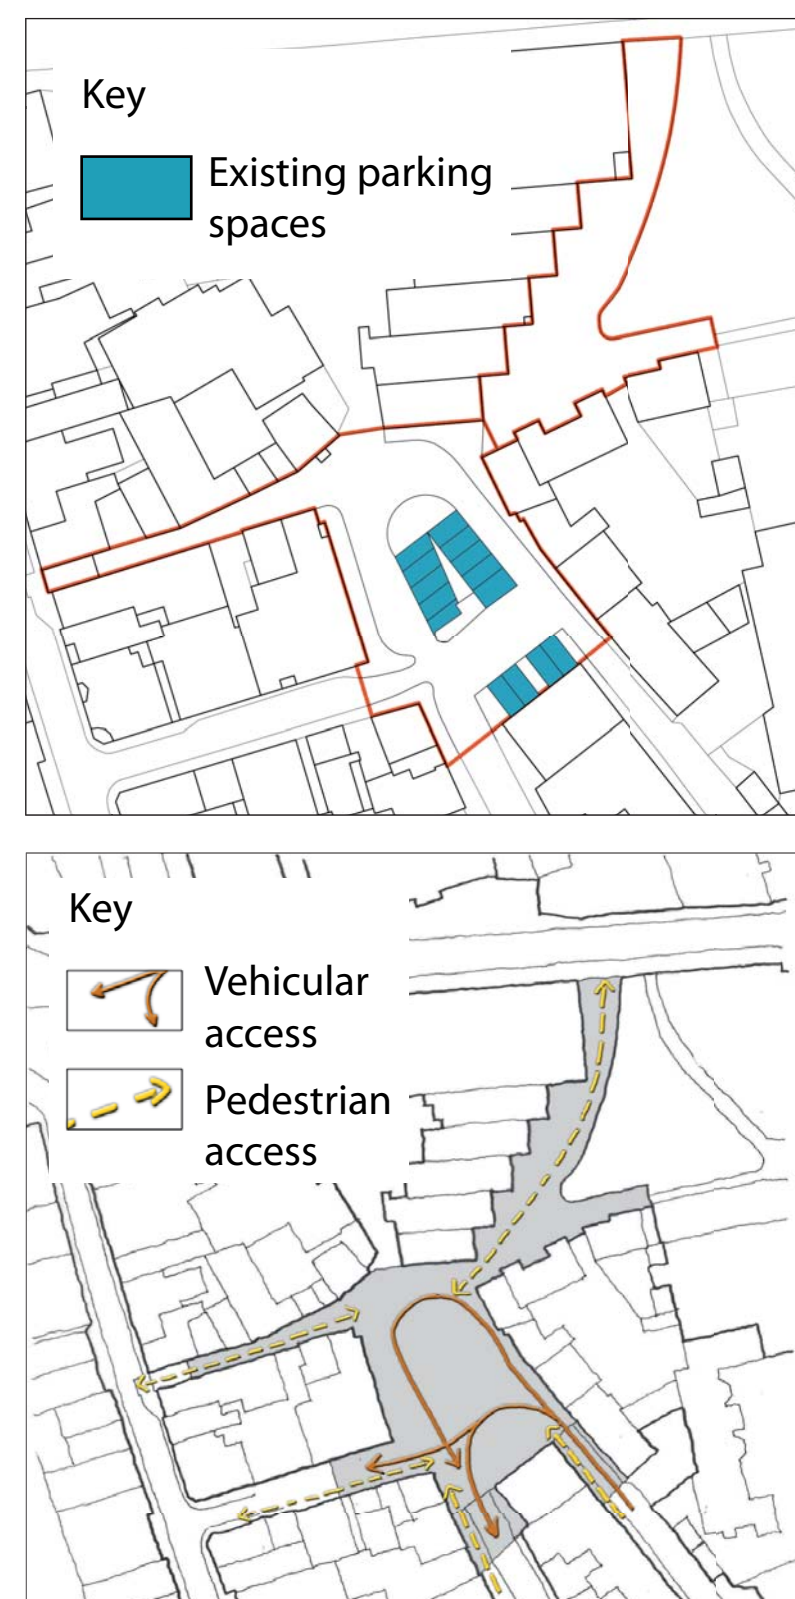 Key
Existing parking
spaces
Key
Vehicular
access
Pedestrian
access